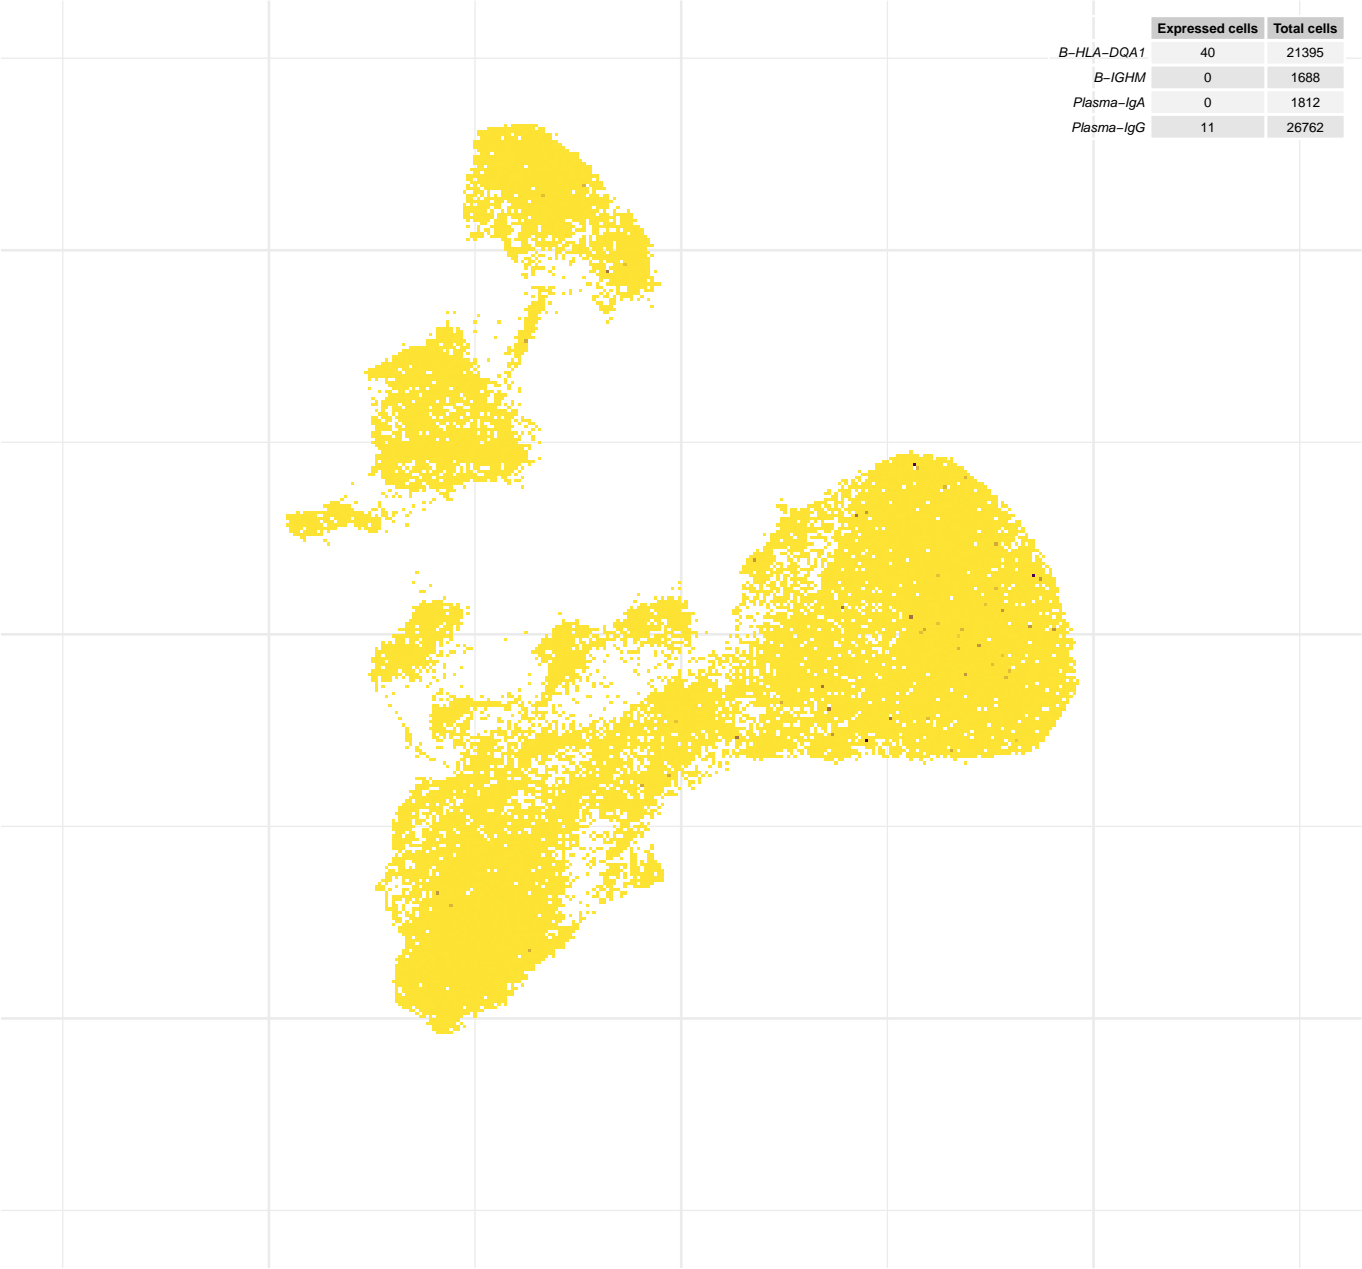 Expressed cells Total cells
B−HLA−DQA1 40 21395
B−IGHM 0 1688
Plasma−IgA 0 1812
Plasma−IgG 11 26762